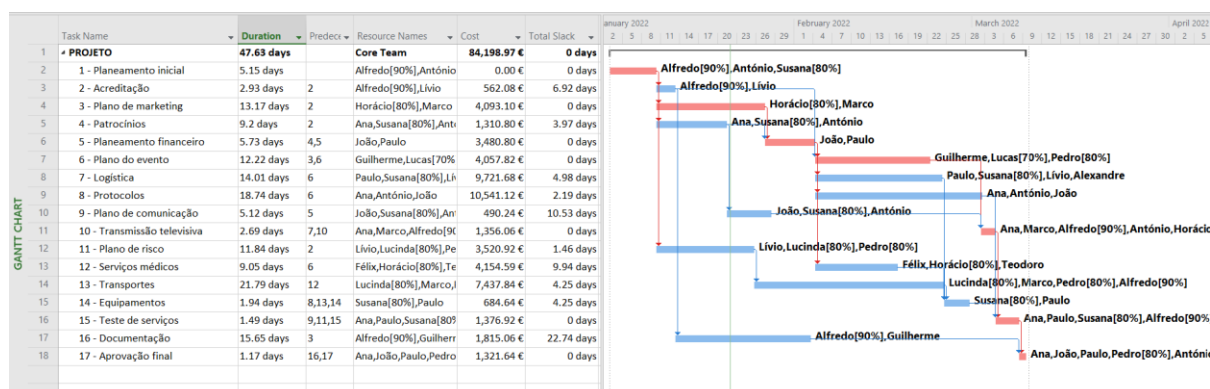 anuary 2022 February 2022 March 2022 April 2022
Task Name Duration Predece Resource Names Cost Total Slack 2 5 8 11 14 17 20 23 26 29 1 4 7 10 13 16 19 22 25 28 3 6 9 12 15 18 21 24 27 30 2 5
1 PROJETO 47.63 days Core Team 84,198.97 € 0 days
2 1 - Planeamento inicial 5.15 days Alfredo[90%],António 0.00 € 0 days Alfredo[90%],António,Susana[80%]
3 2 - Acreditação 2.93 days 2 Alfredo[90%],Lívio 562.08 € 6.92 days Alfredo[90%],Lívio
4 3 - Plano de marketing 13.17 days 2 Horácio[80%],Marco 4,093.10 € 0 days Horácio[80%],Marco
5 4 - Patrocínios 9.2 days 2 Ana,Susana[80%],Anto 1,310.80 € 3.97 days Ana,Susana[80%],António
6 5 - Planeamento financeiro 5.73 days 4,5 João,Paulo 3,480.80 € 0 days João,Paulo
7 6 - Plano do evento 12.22 days 3,6 Guilherme,Lucas[70% 4,057.82 € 0 days Guilherme,Lucas[70%],Pedro[80%]
8 7 - Logística 14.01 days 6 Paulo,Susana[80%],Lív 9,721.68 € 4.98 days Paulo,Susana[80%],Lívio,Alexandre
9 8 - Protocolos 18.74 days 6 Ana,António,João 10,541.12 € 2.19 days Ana,António,João
10 9 - Plano de comunicação 5.12 days 5 João,Susana[80%],Ant 490.24 € 10.53 days João,Susana[80%],António
11 10 - Transmissão televisiva 2.69 days 7,10 Ana,Marco,Alfredo[90 1,356.06 € 0 days Ana,Marco,Alfredo[90%],António,Horácio
12 11 - Plano de risco 11.84 days 2 Lívio,Lucinda[80%],Pe 3,520.92 € 1.46 days Lívio,Lucinda[80%],Pedro[80%]
13 12 - Serviços médicos 9.05 days 6 Félix,Horácio[80%],Te 4,154.59 € 9.94 days Félix,Horácio[80%],Teodoro
14 13 - Transportes 21.79 days 12 Lucinda[80%],Marco,I 7,437.84 € 4.25 days Lucinda[80%],Marco,Pedro[80%],Alfredo[90%]
15 14 - Equipamentos 1.94 days 8,13,14 Susana[80%],Paulo 684.64 € 4.25 days Susana[80%],Paulo
16 15 - Teste de serviços 1.49 days 9,11,15 Ana,Paulo,Susana[80% 1,376.92 € 0 days Ana,Paulo,Susana[80%],Alfredo[90%
17 16 - Documentação 15.65 days 3 Alfredo[90%],Guilherr 1,815.06 € 22.74 days Alfredo[90%],Guilherme
18 17 - Aprovação final 1.17 days 16,17 Ana,João,Paulo,Pedro 1,321.64 € 0 days Ana,João,Paulo,Pedro[80%],Antóni
GANTT CHART